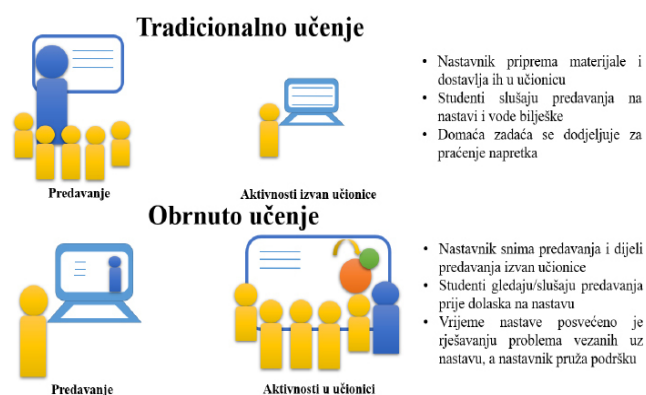 Tradicionalno učenje
• Nastavnik priprema materijale i
dostavlja ih u učionicu
• Studenti slušaju predavanja na
nastavi i vode bilješke
• Domaća zadaća se dodjeljuje za
praćenje napretka
Predavanje
Aktivnosti izvan učionice
Obrnuto učenje
• Nastavnik snima predavanja i dijeli
predavanja izvan učionice
• Studenti gledaju/slušaju predavanja
prije dolaska na nastavu
• Vrijeme nastave posvećeno je
rješavanju problema vezanih uz
nastavu, a nastavnik pruža podršku
Predavanje
Aktivnosti u učionici